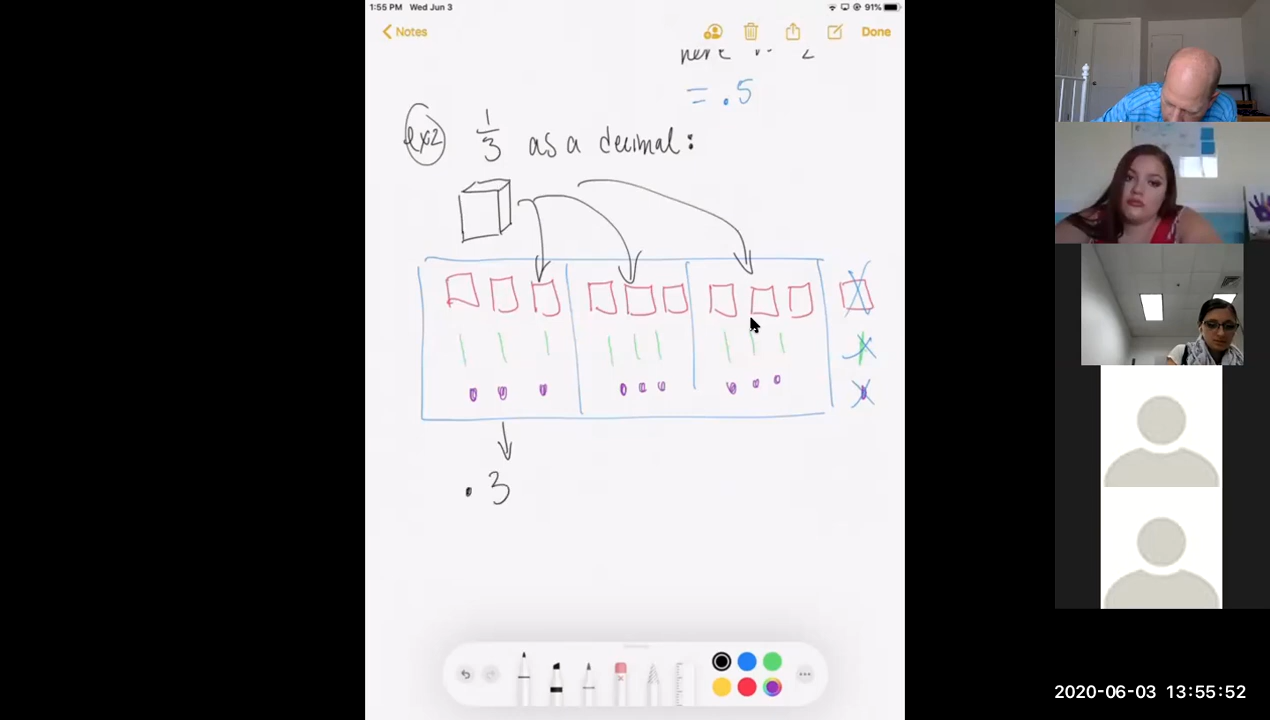 1:55 PM Wed Jun 3
91%
Notes
Done
= .5
ex2 1/3 as a decimal:
.3
2020-06-03 13:55:52